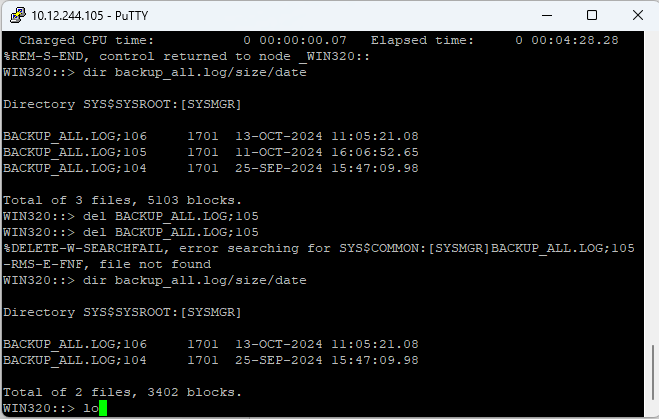 10.12.244.105 - PuTTY
Charged CPU time: 0 00:00:00.07 Elapsed time: 0 00:04:28.28
%REM-S-END, control returned to node _WIN320::
WIN320::> dir backup_all.log/size/date
Directory SYS$SYSROOT:[SYSMGR]
BACKUP_ALL.LOG;106 1701 13-OCT-2024 11:05:21.08
BACKUP_ALL.LOG;105 1701 11-OCT-2024 16:06:52.65
BACKUP_ALL.LOG;104 1701 25-SEP-2024 15:47:09.98
Total of 3 files, 5103 blocks.
WIN320::> del BACKUP_ALL.LOG;105
WIN320::> del BACKUP_ALL.LOG;105
%DELETE-W-SEARCHFAIL, error searching for SYS$COMMON:[SYSMGR]BACKUP_ALL.LOG;105
-RMS-E-FNF, file not found
WIN320::> dir backup_all.log/size/date
Directory SYS$SYSROOT:[SYSMGR]
BACKUP_ALL.LOG;106 1701 13-OCT-2024 11:05:21.08
BACKUP_ALL.LOG;104 1701 25-SEP-2024 15:47:09.98
Total of 2 files, 3402 blocks.
WIN320::> lo